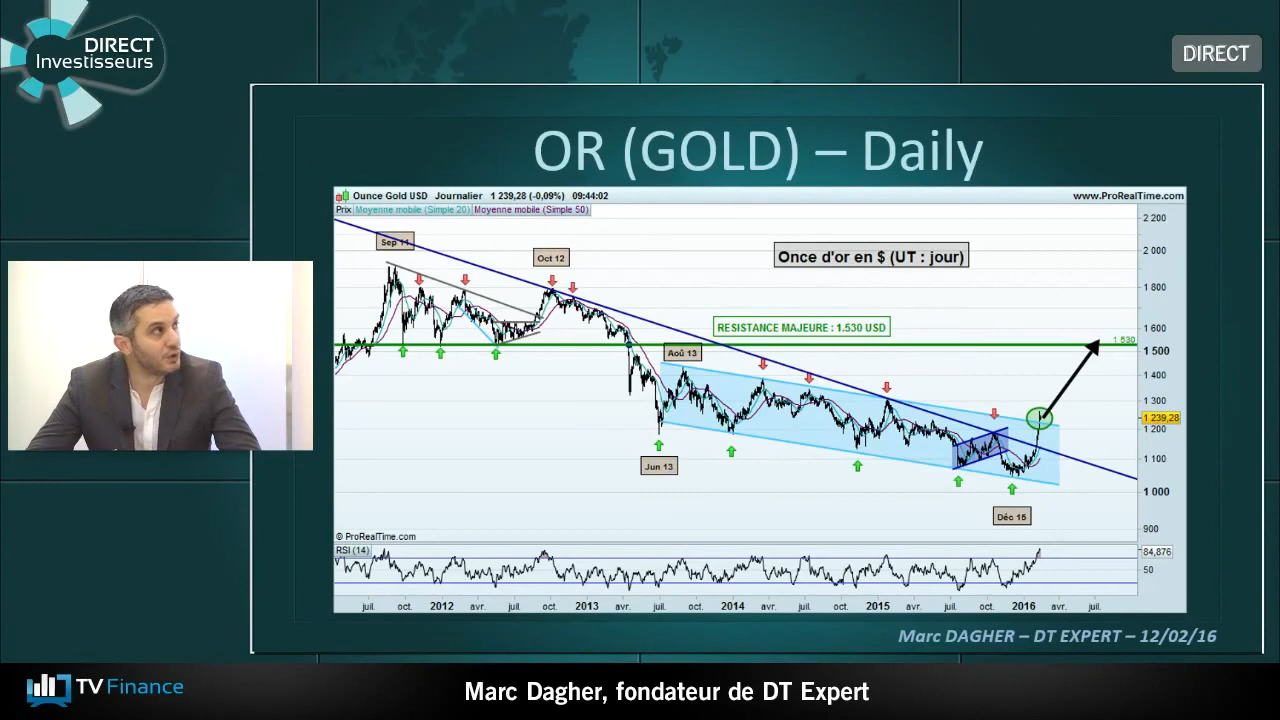 DIRECT
Investisseurs
DIRECT
OR (GOLD) – Daily
Ounce Gold USD Journalier 1 239,28 (-0,09%) 09:44:02
www.ProRealTime.com
Prix Moyenne mobile (Simple 20) Moyenne mobile (Simple 50)
2 200
Sep 11
2 000
Oct 12
Once d'or en $ (UT : jour)
1 800
1 700
RESISTANCE MAJEURE : 1.530 USD
1 600
1 530
Aoû 13
1 500
1 400
1 300
1 239,28
1 200
Jun 13
1 100
1 000
Déc 15
900
© ProRealTime.com
RSI (14)
84,876
50
juil. oct. 2012 avr. juil. oct. 2013 avr. juil. oct. 2014 avr. juil. oct. 2015 avr. juil. oct. 2016 avr. juil.
Marc DAGHER – DT EXPERT – 12/02/16
TV Finance
Marc Dagher, fondateur de DT Expert